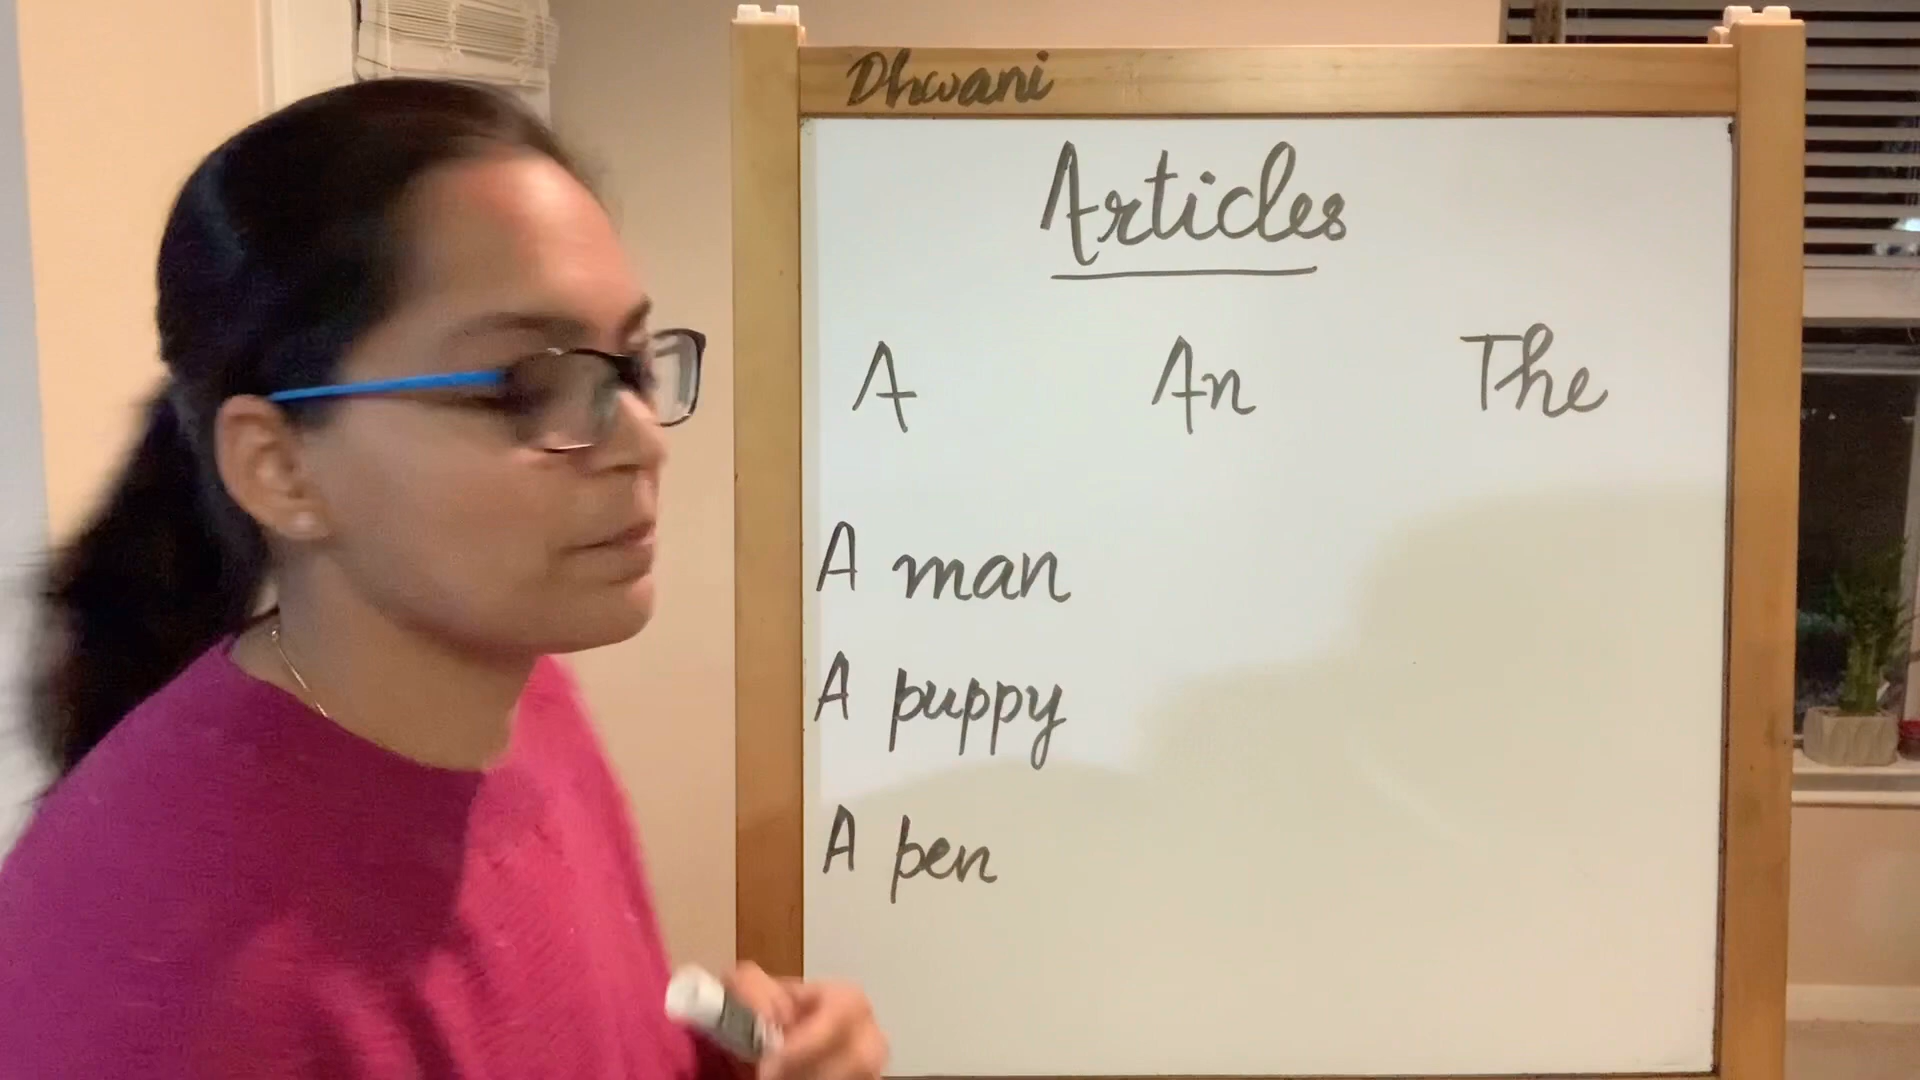 Dhwani
Articles
A An The
A man
A puppy
A pen